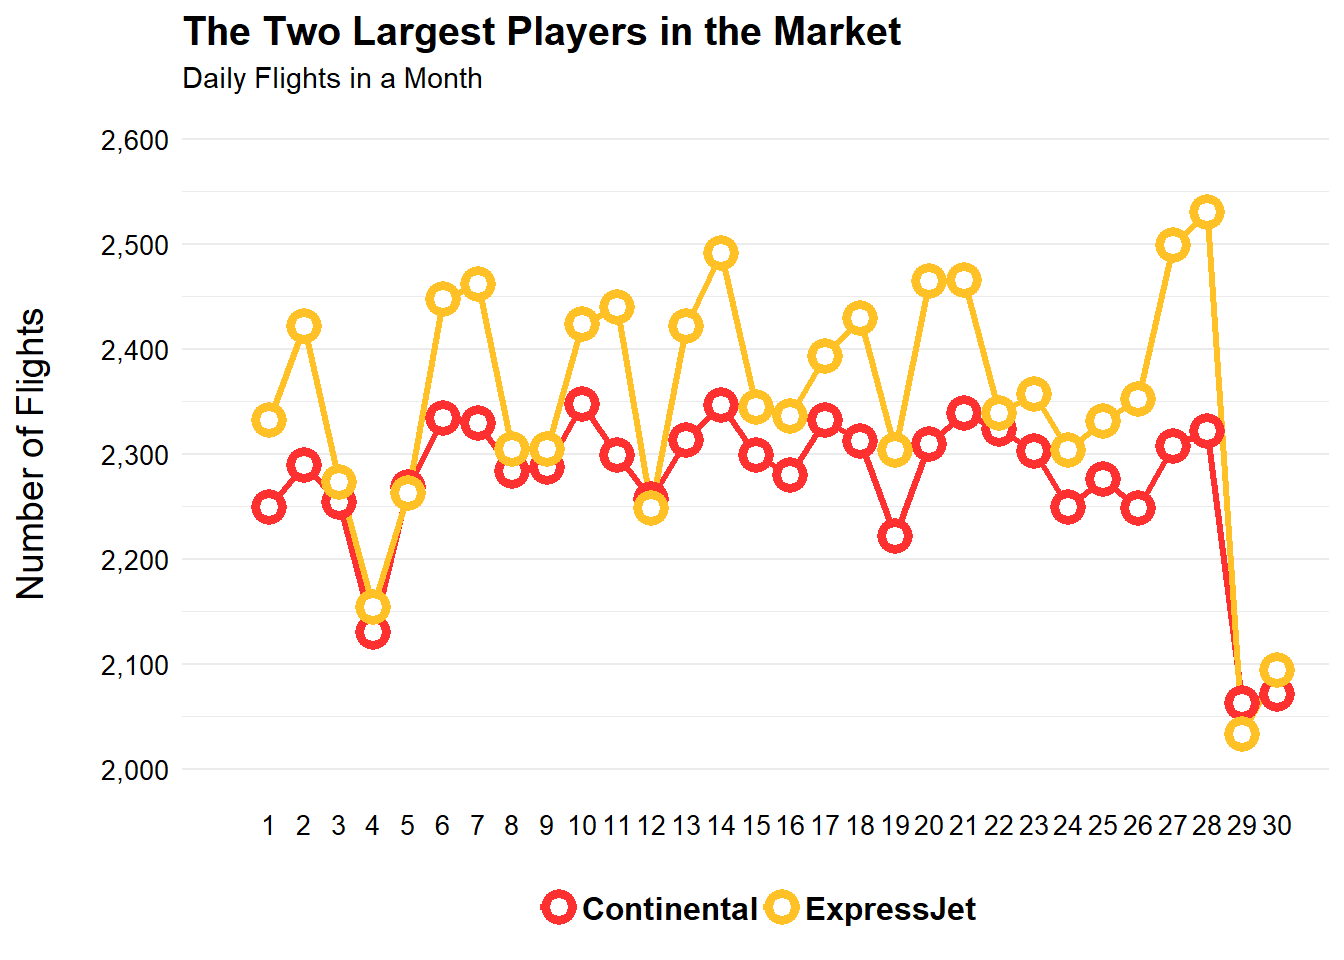 The Two Largest Players in the Market
Daily Flights in a Month
Number of Flights
2,600
2,500
2,400
2,300
2,200
2,100
2,000
1 2 3 4 5 6 7 8 9 10 11 12 13 14 15 16 17 18 19 20 21 22 23 24 25 26 27 28 29 30
Continental ExpressJet